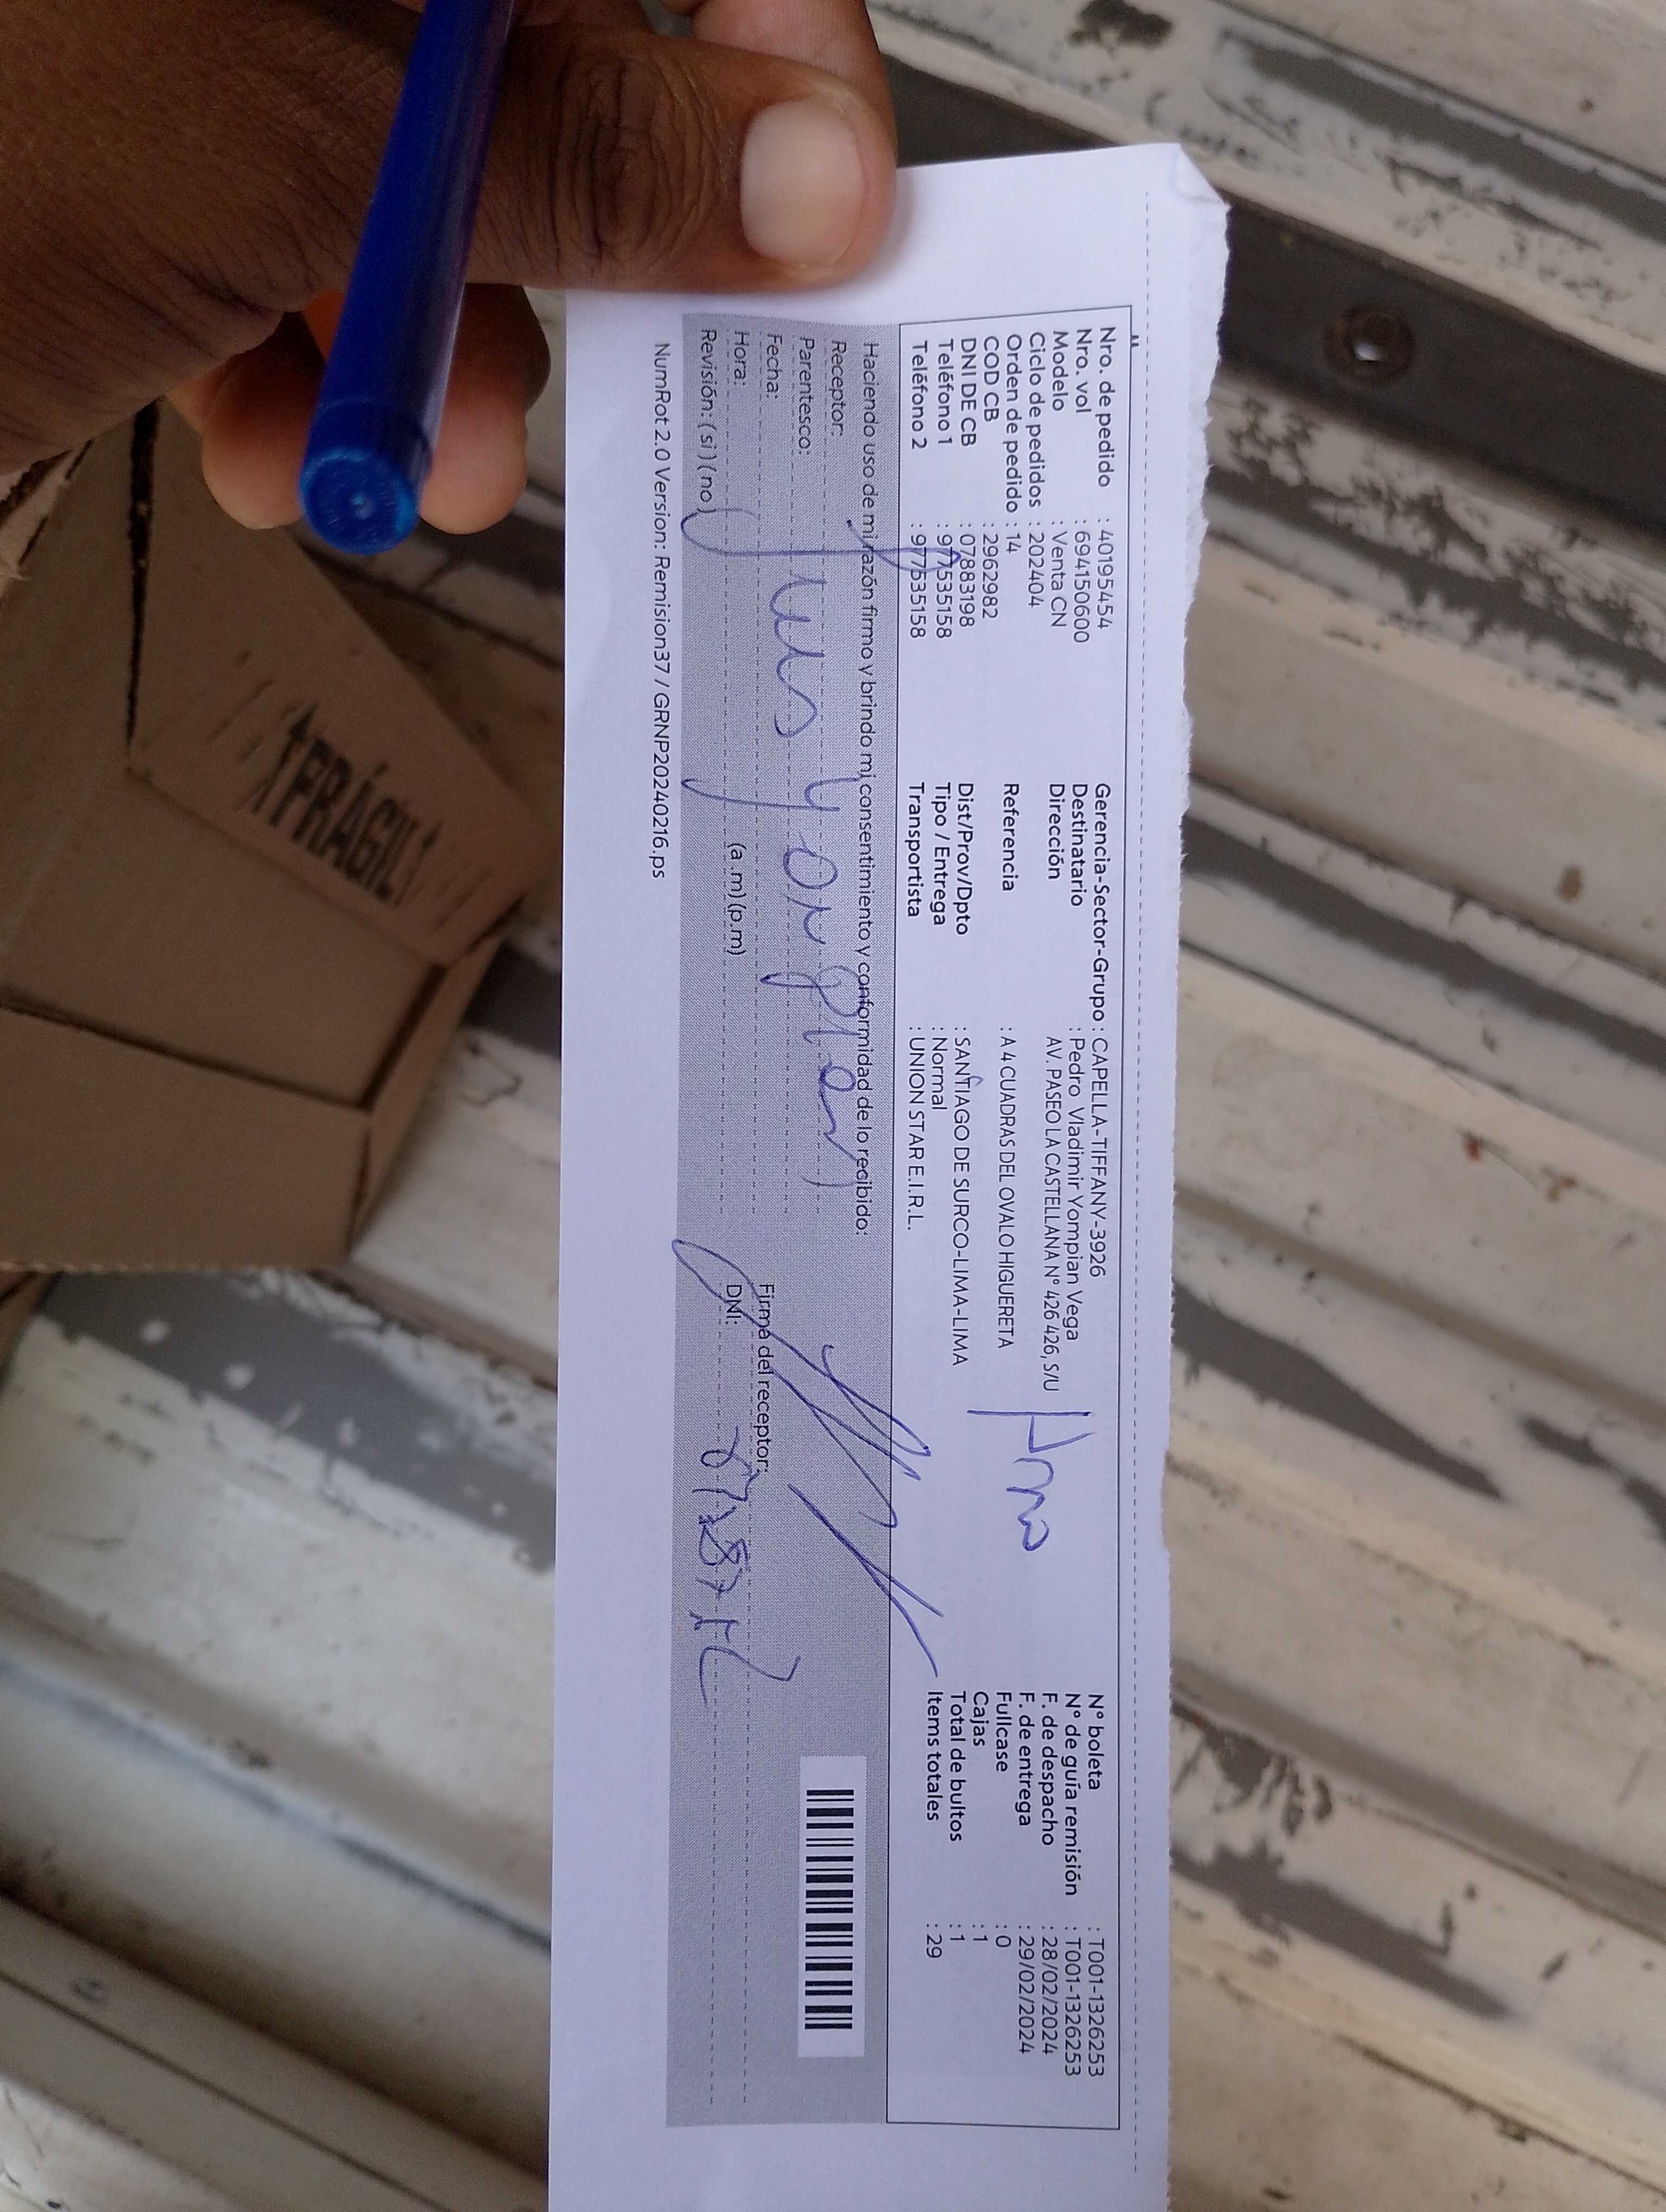 Nro. de pedido : 40195454
Nro. vol : 694150600
Modelo : Venta CN
Ciclo de pedidos : 202404
Orden de pedido : 14
COD CB : 2962982
DNI DE CB : 07883198
Teléfono 1 : 977535158
Teléfono 2 : 977535158
Gerencia-Sector-Grupo : CAPELLA-TIFFANY-3926
Destinatario : Pedro Vladimir Yompian Vega
Dirección AV. PASEO LA CASTELLANA N° 426 426, S/U
Referencia : A 4 CUADRAS DEL OVALO HIGUERETA
Dist/Prov/Dpto : SANTIAGO DE SURCO-LIMA-LIMA
Tipo / Entrega : Normal
Transportista : UNION STAR E.I.R.L.
N° boleta : T001-1326253
N° de guía remisión : T001-1326253
F. de despacho : 28/02/2024
F. de entrega : 29/02/2024
Fullcase : 0
Cajas : 1
Total de bultos : 1
Items totales : 29
Haciendo uso de mi razón firmo y brindo mi consentimiento y conformidad de lo recibido:
Receptor:
Parentesco:
Fecha:
Hora: (a.m) (p.m)
Revisión: (si) (no)
Firma del receptor:
DNI:
NumRot 2.0 Version: Remision37 / GRNP20240216.ps
FRÁGIL